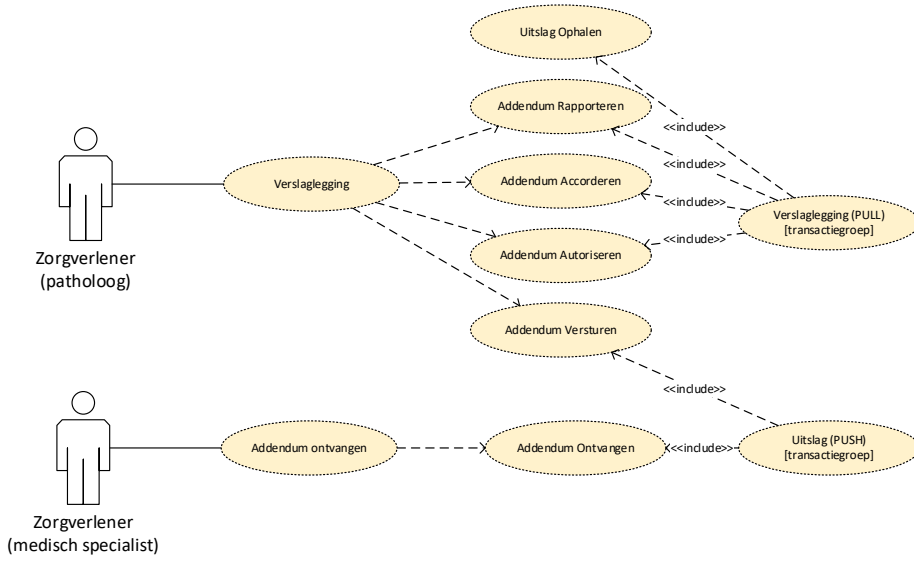 Uitslag Ophalen
Addendum Rapporteren
<<include>>
<<include>>
Verslaglegging
Addendum Accorderen
<<include>>
Verslaglegging (PULL)
[transactiegroep]
<<include>>
Zorgverlener
(patholoog)
Addendum Autoriseren
Addendum Versturen
<<include>>
Addendum ontvangen
Addendum Ontvangen
<<include>>
Uitslag (PUSH)
[transactiegroep]
Zorgverlener
(medisch specialist)